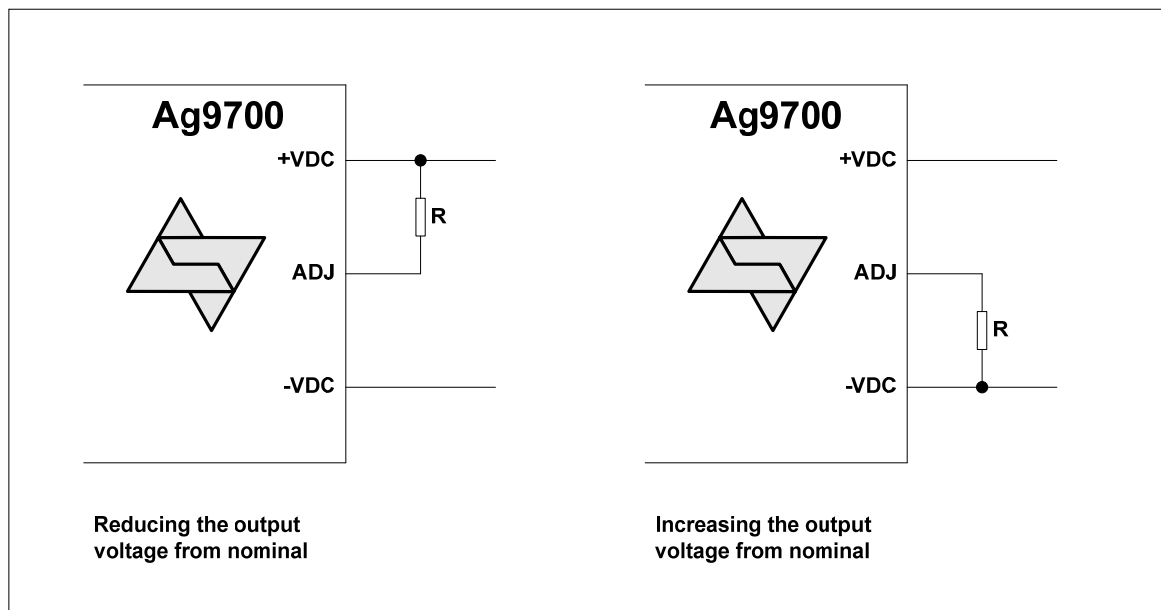 Ag9700
+VDC
R
ADJ
-VDC
Reducing the output
voltage from nominal
Ag9700
+VDC
ADJ
R
-VDC
Increasing the output
voltage from nominal